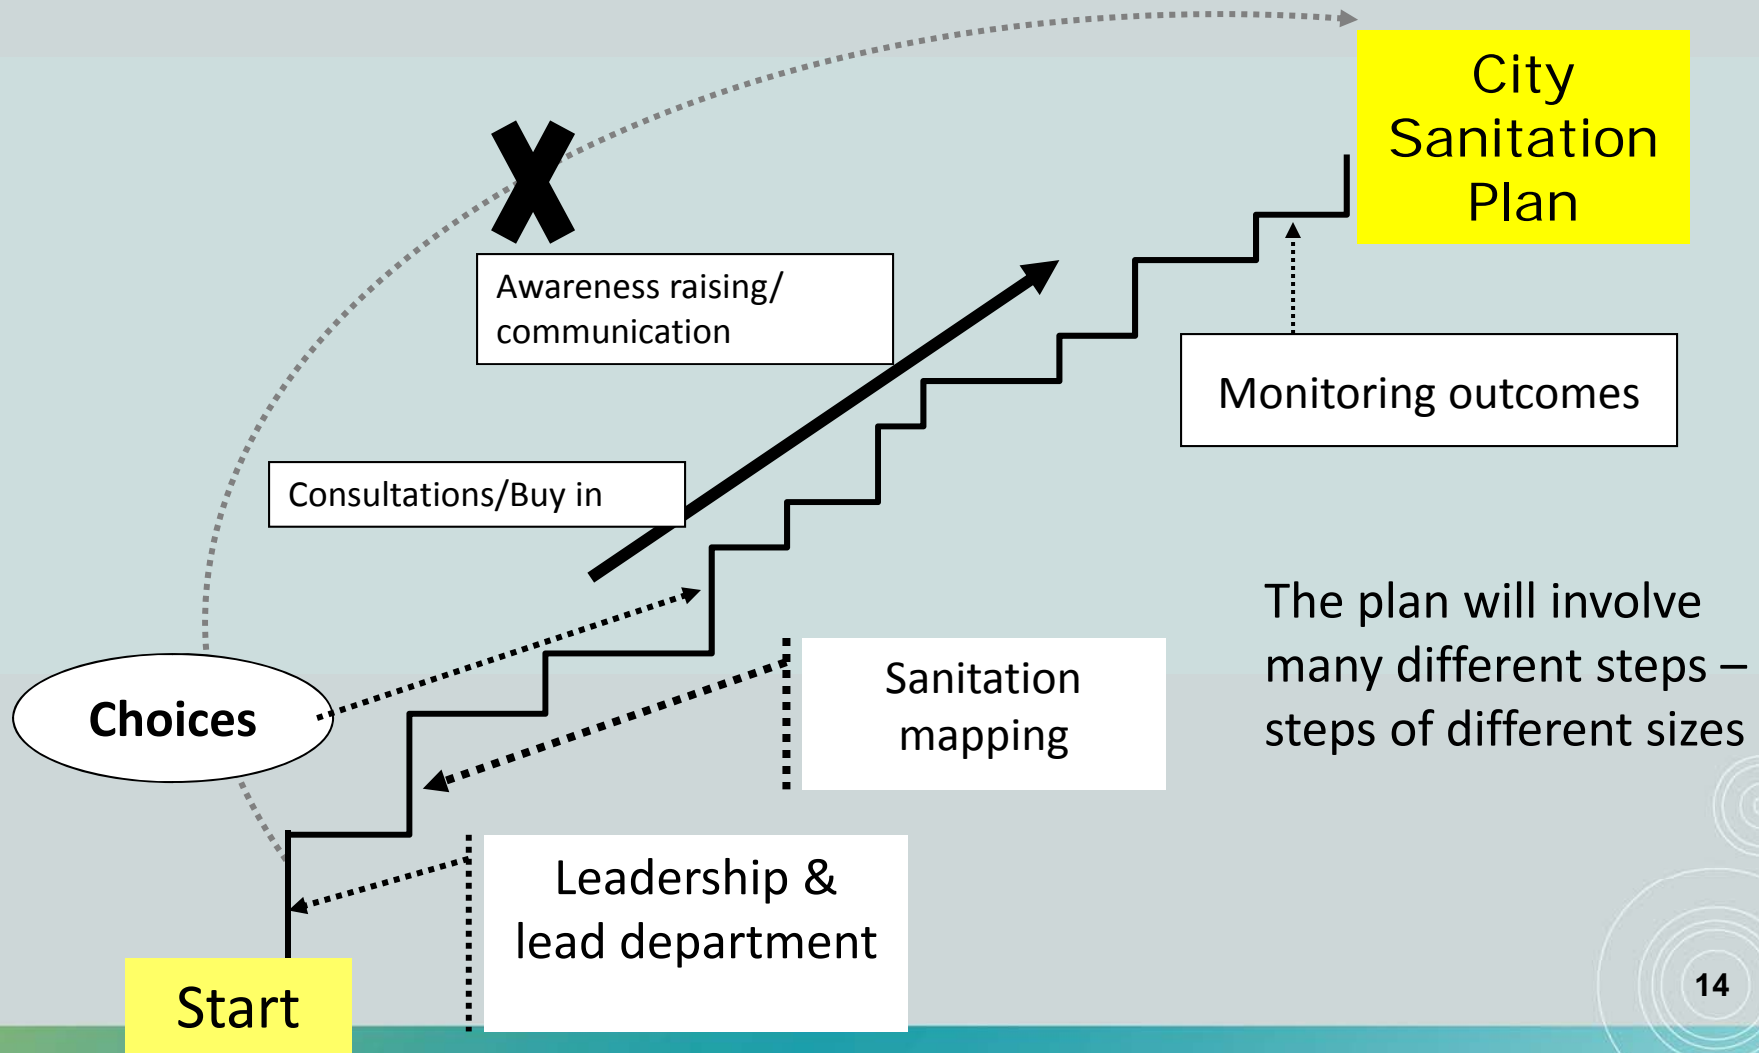 City
Sanitation
Plan
Awareness raising/
communication
Monitoring outcomes
Consultations/Buy in
The plan will involve
many different steps –
steps of different sizes
Choices
Sanitation
mapping
Leadership &
lead department
Start
14